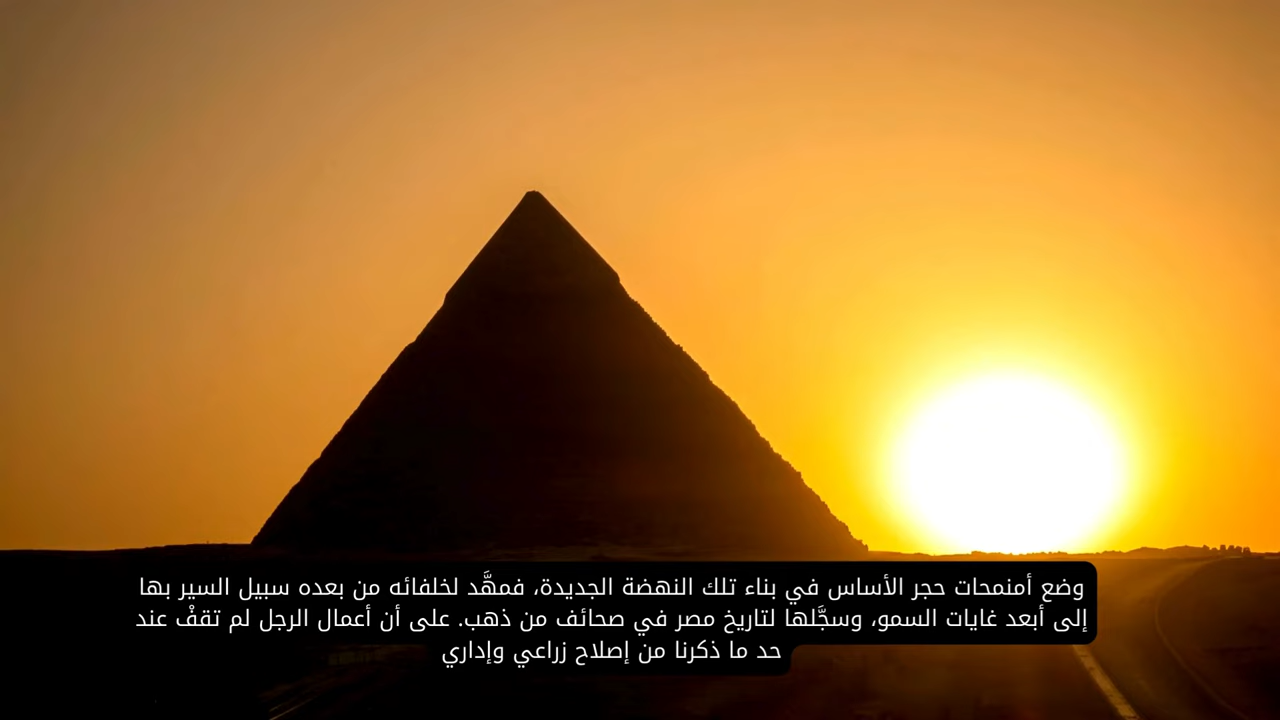 وضع أمنمحات حجر الأساس في بناء تلك النهضة الجديدة، فمهَّد لخلفائه من بعده سبيل السير بها
إلى أبعد غايات السمو، وسجَّلها لتاريخ مصر في صحائف من ذهب. على أن أعمال الرجل لم تقفْ عند
حد ما ذكرنا من إصلاح زراعي وإداري